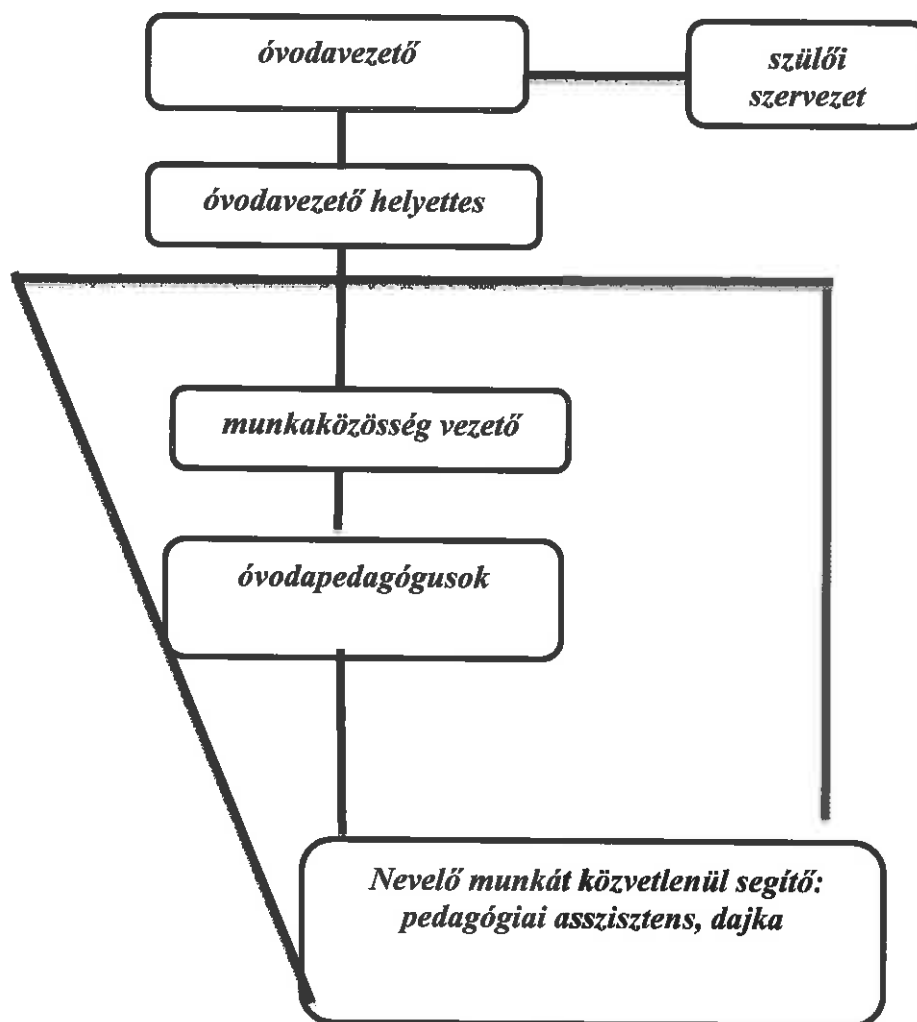 óvodavezető
szülői
szervezet
óvodavezető helyettes
munkaközösség vezető
óvodapedagógusok
Nevelő munkát közvetlenül segítő:
pedagógiai asszisztens, dajka